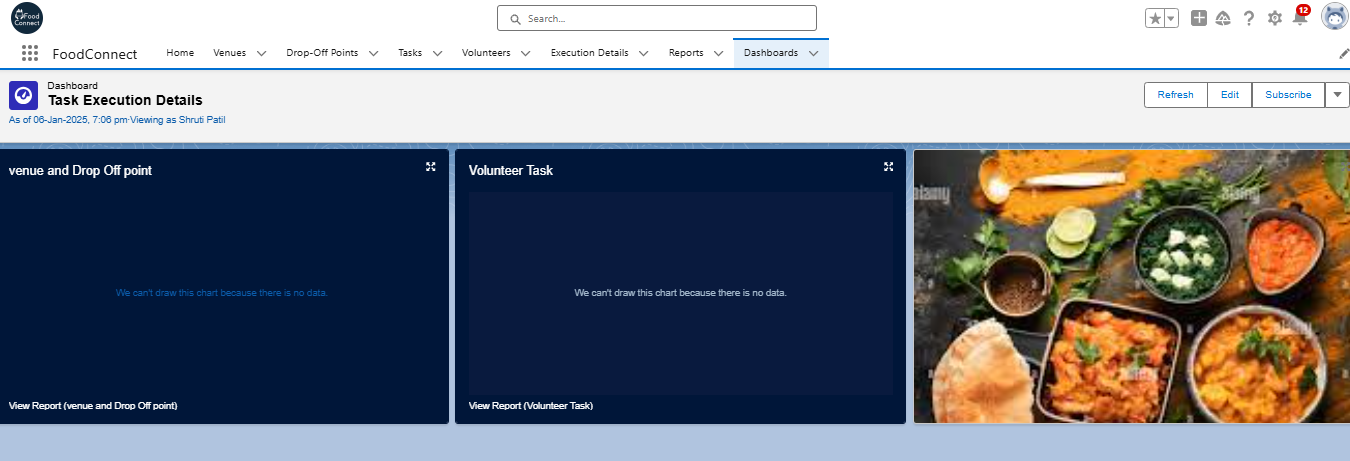 Food
Connect
Search...
12
FoodConnect
Home
Venues
Drop-Off Points
Tasks
Volunteers
Execution Details
Reports
Dashboards
Dashboard
Task Execution Details
As of 06-Jan-2025, 7:06 pm·Viewing as Shruti Patil
Refresh
Edit
Subscribe
venue and Drop Off point
We can't draw this chart because there is no data.
View Report (venue and Drop Off point)
Volunteer Task
We can't draw this chart because there is no data.
View Report (Volunteer Task)
alamy
alamy
alamy
alamy